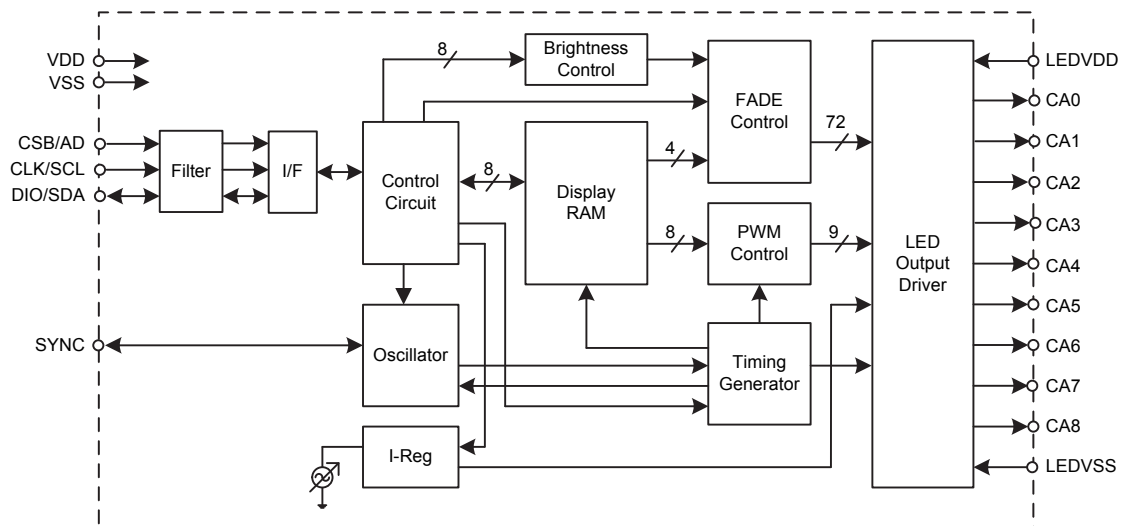 VDD
VSS
CSB/AD
CLK/SCL
DIO/SDA
SYNC
Filter
I/F
Control
Circuit
Oscillator
I-Reg
8
Brightness
Control
8
Display
RAM
4
8
FADE
Control
PWM
Control
Timing
Generator
72
9
LED
Output
Driver
LEDVDD
CA0
CA1
CA2
CA3
CA4
CA5
CA6
CA7
CA8
LEDVSS